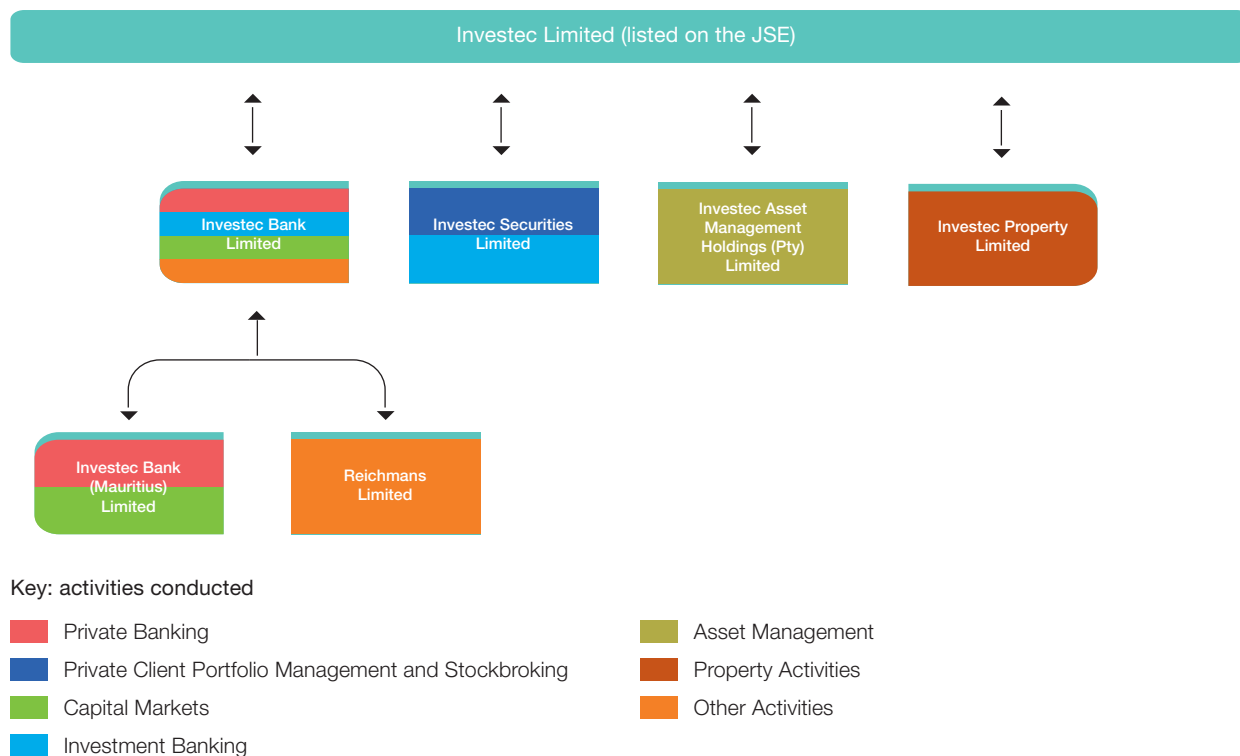 Investec Limited (listed on the JSE)
Investec Bank
Limited
Investec Securities
Limited
Investec Asset
Management
Holdings (Pty)
Limited
Investec Property
Limited
Investec Bank
(Mauritius)
Limited
Reichmans
Limited
Key: activities conducted
Private Banking
Private Client Portfolio Management and Stockbroking
Capital Markets
Investment Banking
Asset Management
Property Activities
Other Activities